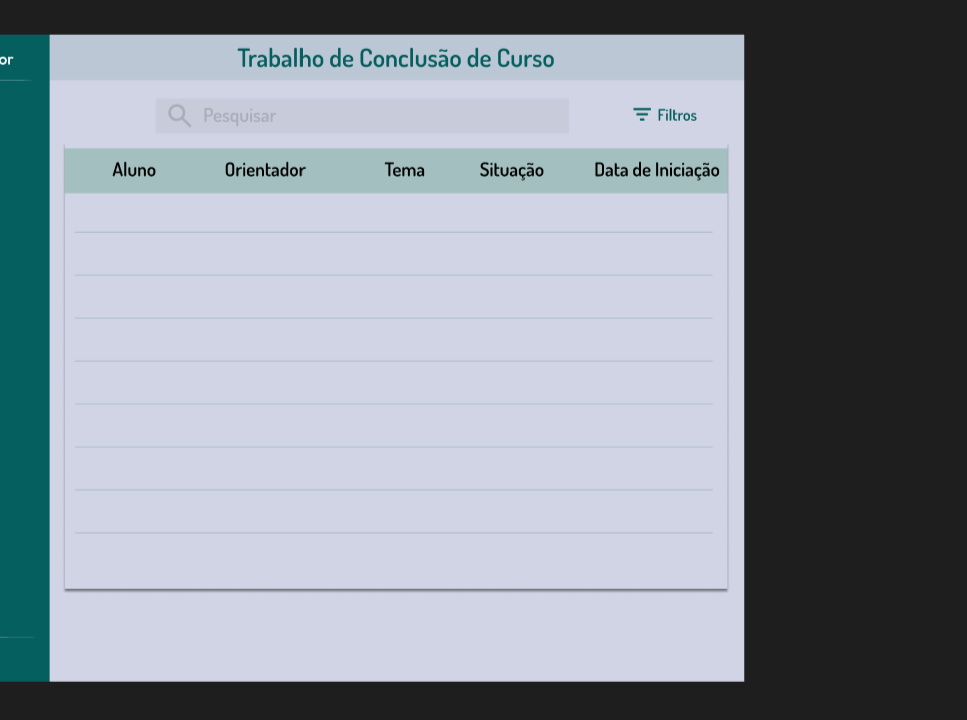 or
Trabalho de Conclusão de Curso
Pesquisar
Filtros
Aluno Orientador Tema Situação Data de Iniciação